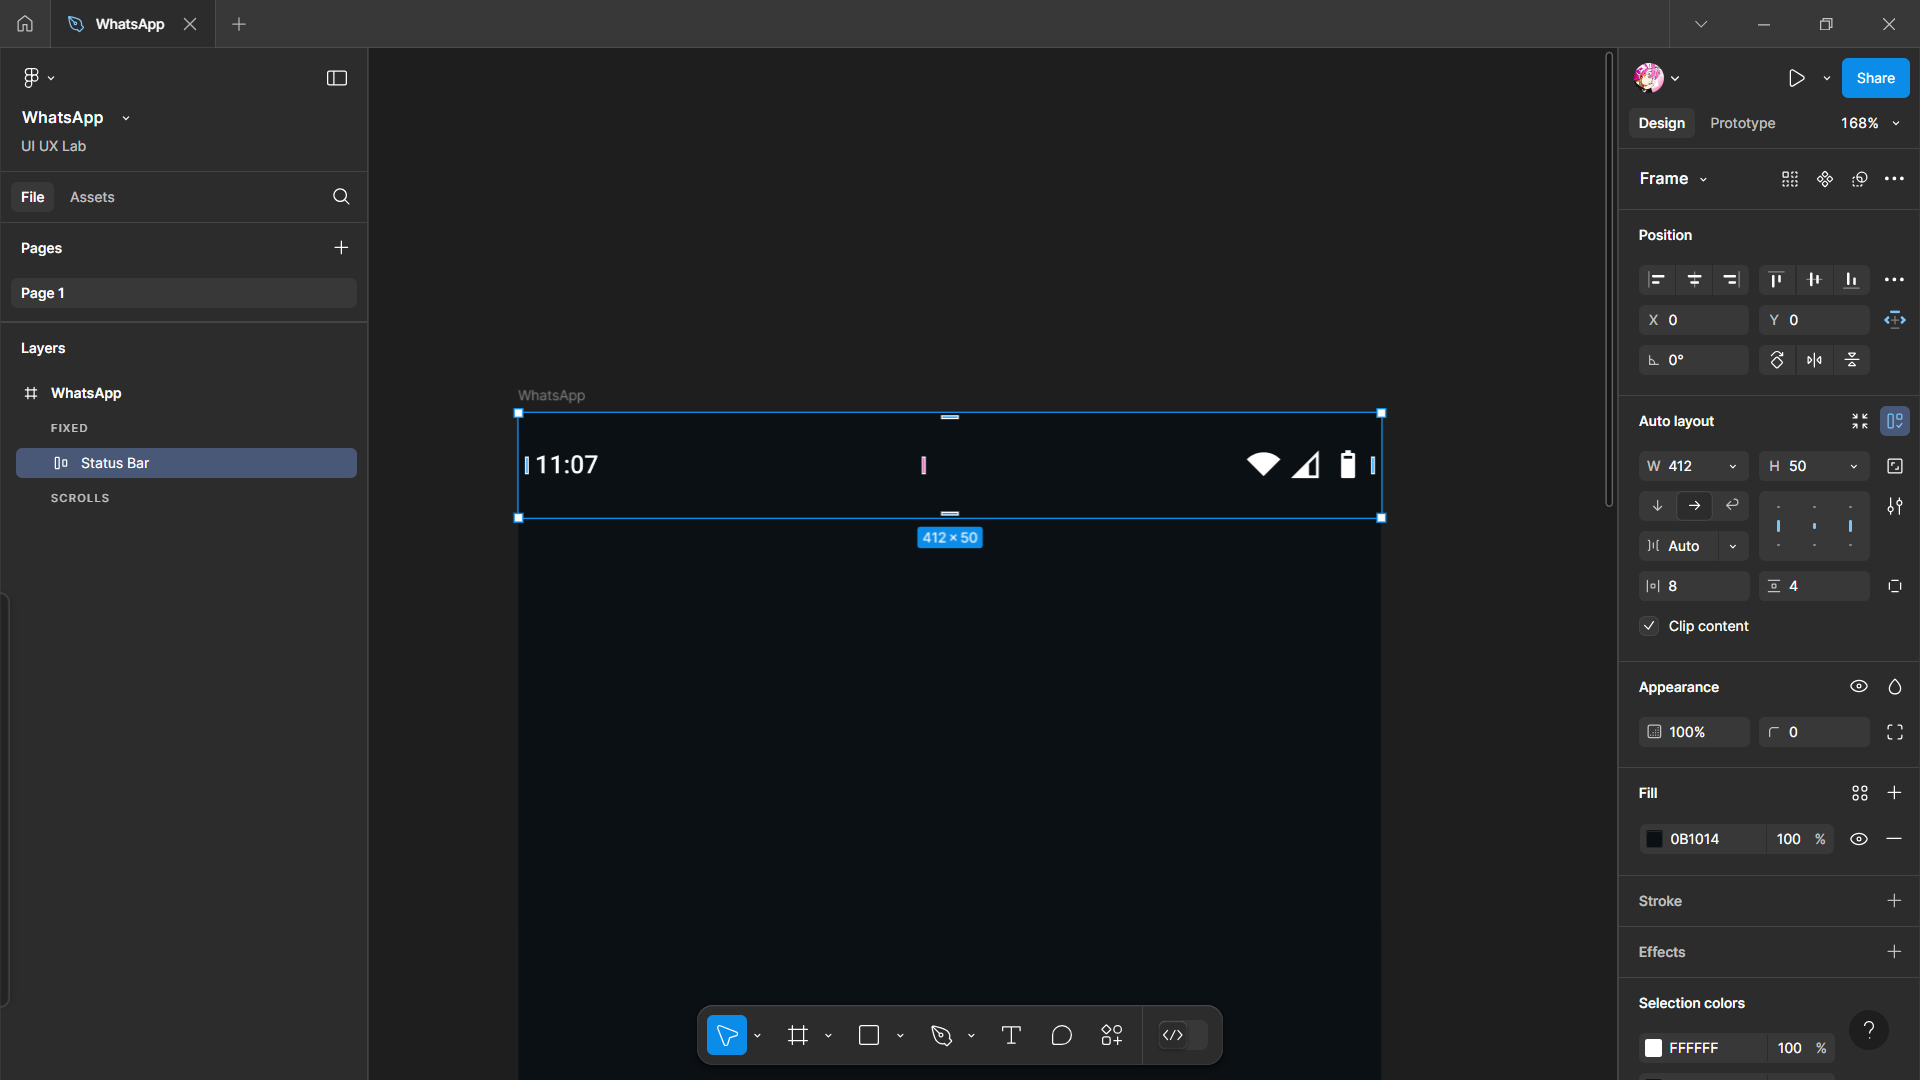 WhatsApp
WhatsApp
UI UX Lab
File
Assets
Pages
Page 1
Layers
WhatsApp
FIXED
Status Bar
SCROLLS
WhatsApp
11:07
412 × 50
Share
Design
Prototype
168%
Frame
Position
X 0
Y 0
0°
Auto layout
W 412
H 50
Auto
8
4
Clip content
Appearance
100%
0
Fill
0B1014 100 %
Stroke
Effects
Selection colors
FFFFFF 100 %
?